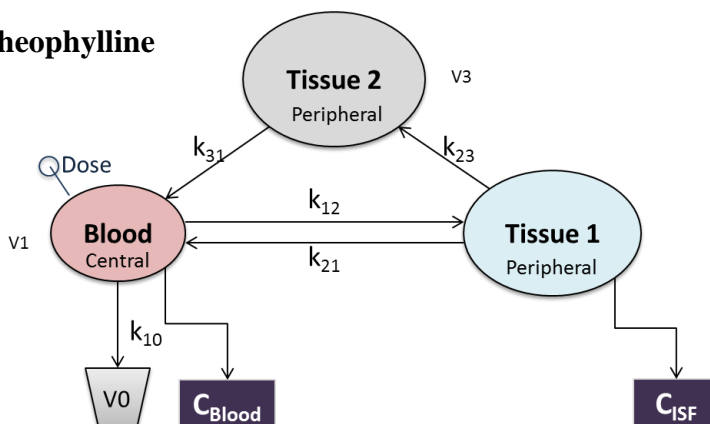 heophylline
Tissue 2
Peripheral
V3
k31
k23
Dose
k12
Blood
Central
V1
Tissue 1
Peripheral
k21
k10
V0
CBlood
CISF